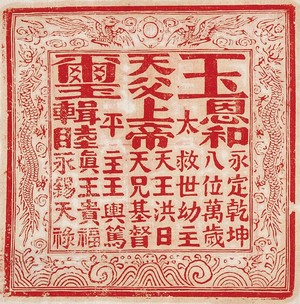 玉
璽
天父上帝
恩和
輯睦
太平
永定乾坤
八位萬歲
救世幼主
天王洪日
天兄基督
主王輿篤
真王貴福
永錫天祿